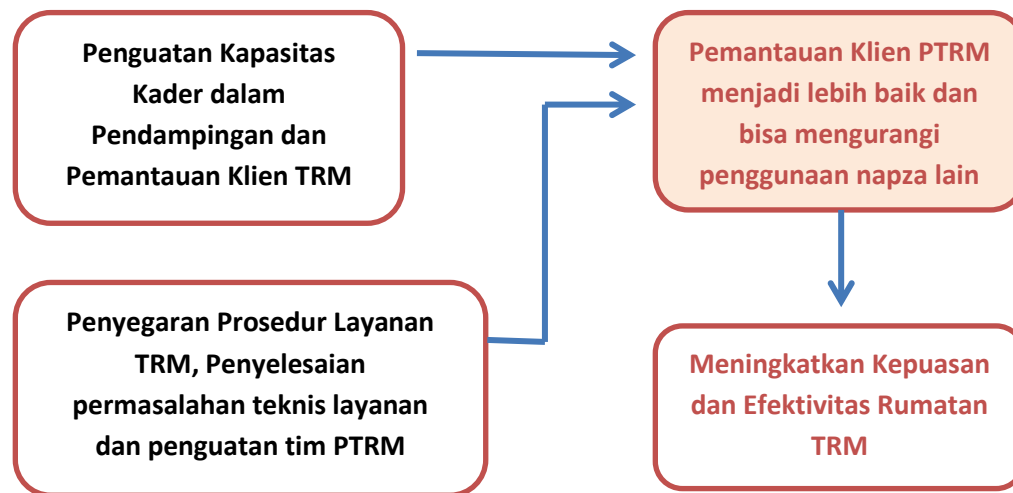 Penguatan Kapasitas
Kader dalam
Pendampingan dan
Pemantauan Klien TRM
Pemantauan Klien PTRM
menjadi lebih baik dan
bisa mengurangi
penggunaan napza lain
Penyegaran Prosedur Layanan
TRM, Penyelesaian
permasalahan teknis layanan
dan penguatan tim PTRM
Meningkatkan Kepuasan
dan Efektivitas Rumatan
TRM